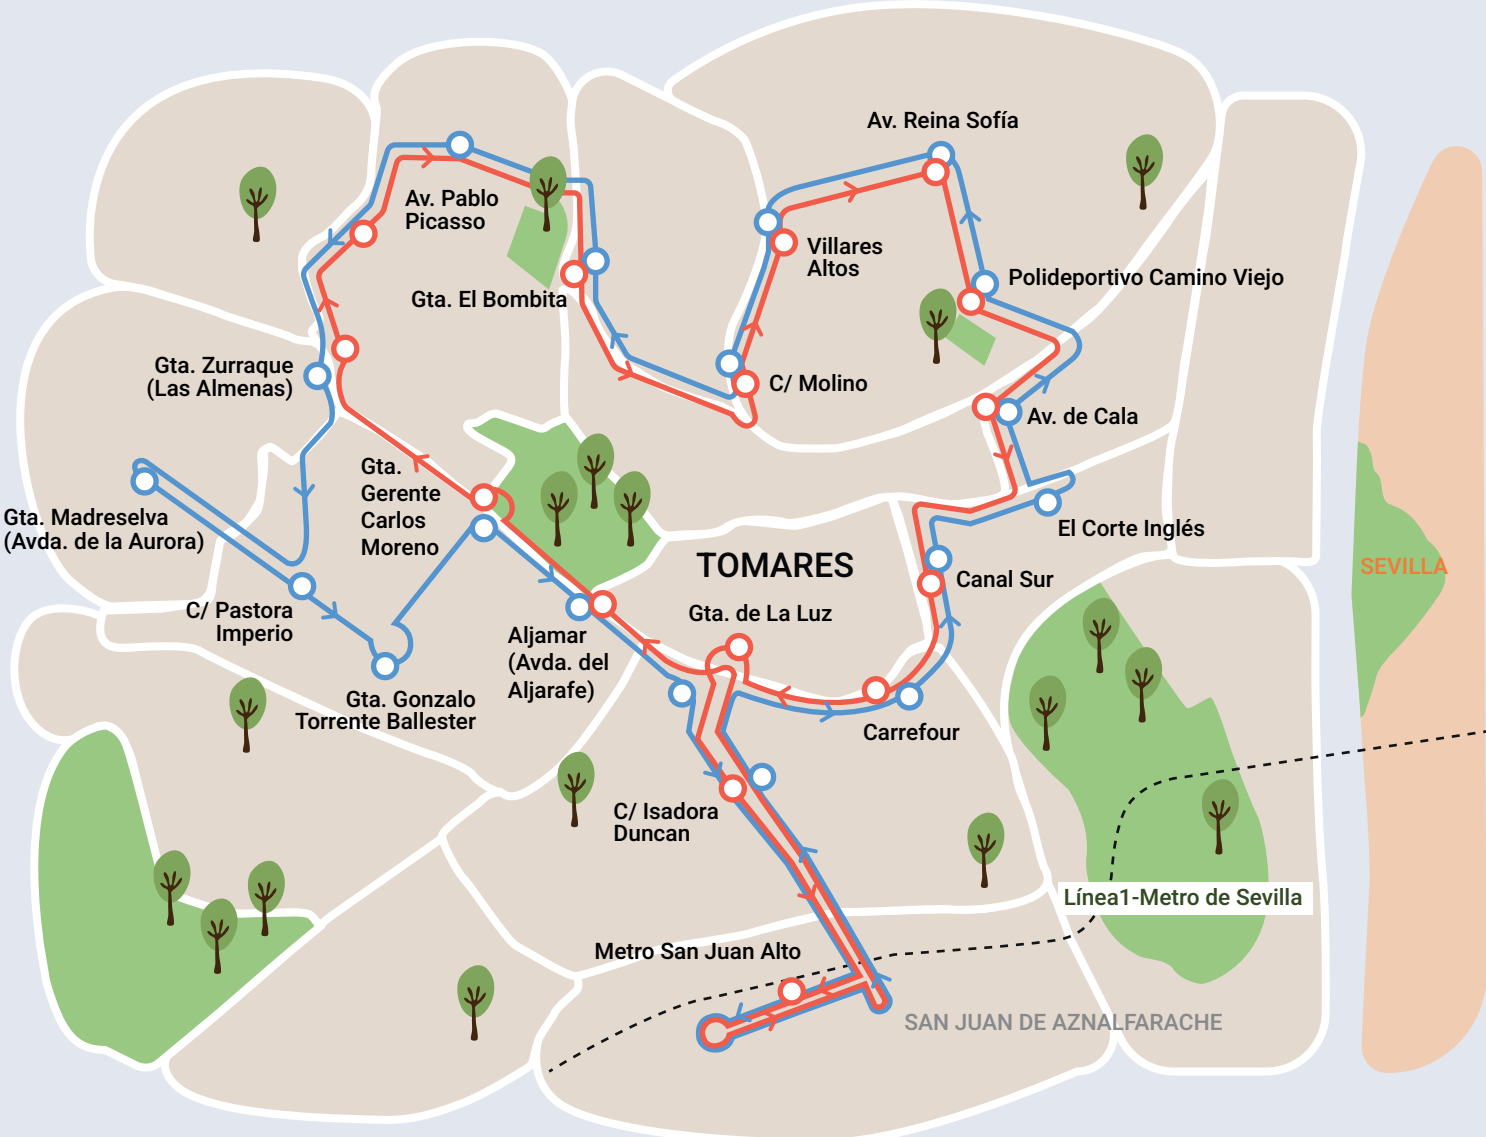 Av. Reina Sofía
Av. Pablo
Picasso
Villares
Altos
Polideportivo Camino Viejo
Gta. El Bombita
Gta. Zurraque
(Las Almenas)
C/ Molino
Av. de Cala
Gta.
Gerente
Carlos
Moreno
Gta. Madreselva
(Avda. de la Aurora)
El Corte Inglés
TOMARES
SEVILLA
Canal Sur
C/ Pastora
Imperio
Gta. de La Luz
Aljamar
(Avda. del
Aljarafe)
Gta. Gonzalo
Torrente Ballester
Carrefour
C/ Isadora
Duncan
Línea1-Metro de Sevilla
Metro San Juan Alto
SAN JUAN DE AZNALFARACHE